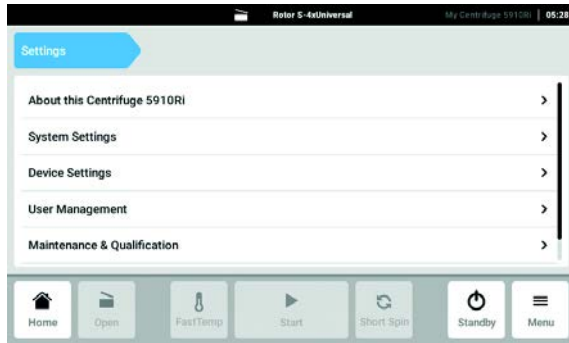 Rotor S-4xUniversal My Centrifuge 5910Ri 05:28
Settings
About this Centrifuge 5910Ri
System Settings
Device Settings
User Management
Maintenance & Qualification
Home Open FastTemp Start Short Spin Standby Menu